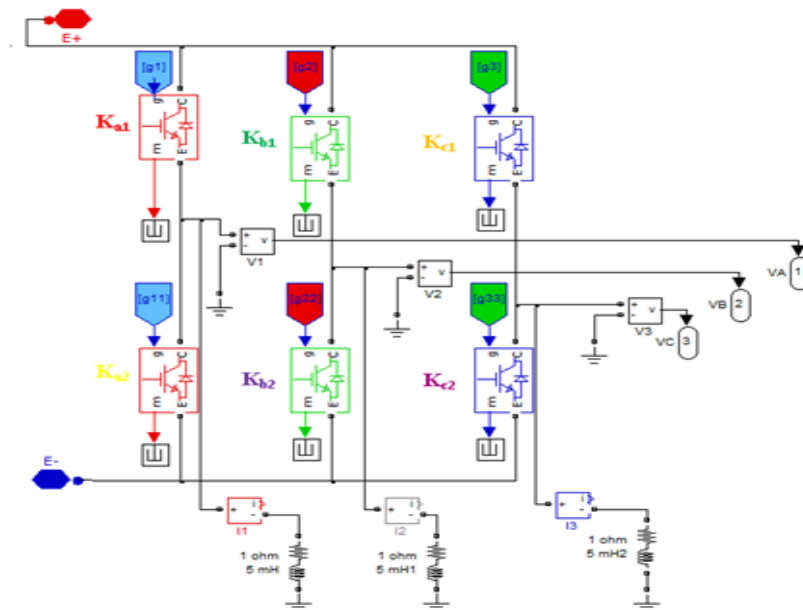 E+
[g1] [g2] [g3]
g C g C g C
Ka1 Kb1 Kc1
m E m E m E
+ - v
V1
+ - v
V2
VA 1
VB 2
+ - v
V3
VC 3
[g11] [g22] [g33]
g C g C g C
Ka2 Kb2 Kc2
m E m E m E
E-
+ i - + i - + i -
I1 I2 I3
1 ohm 1 ohm 1 ohm
5 mH 5 mH1 5 mH2